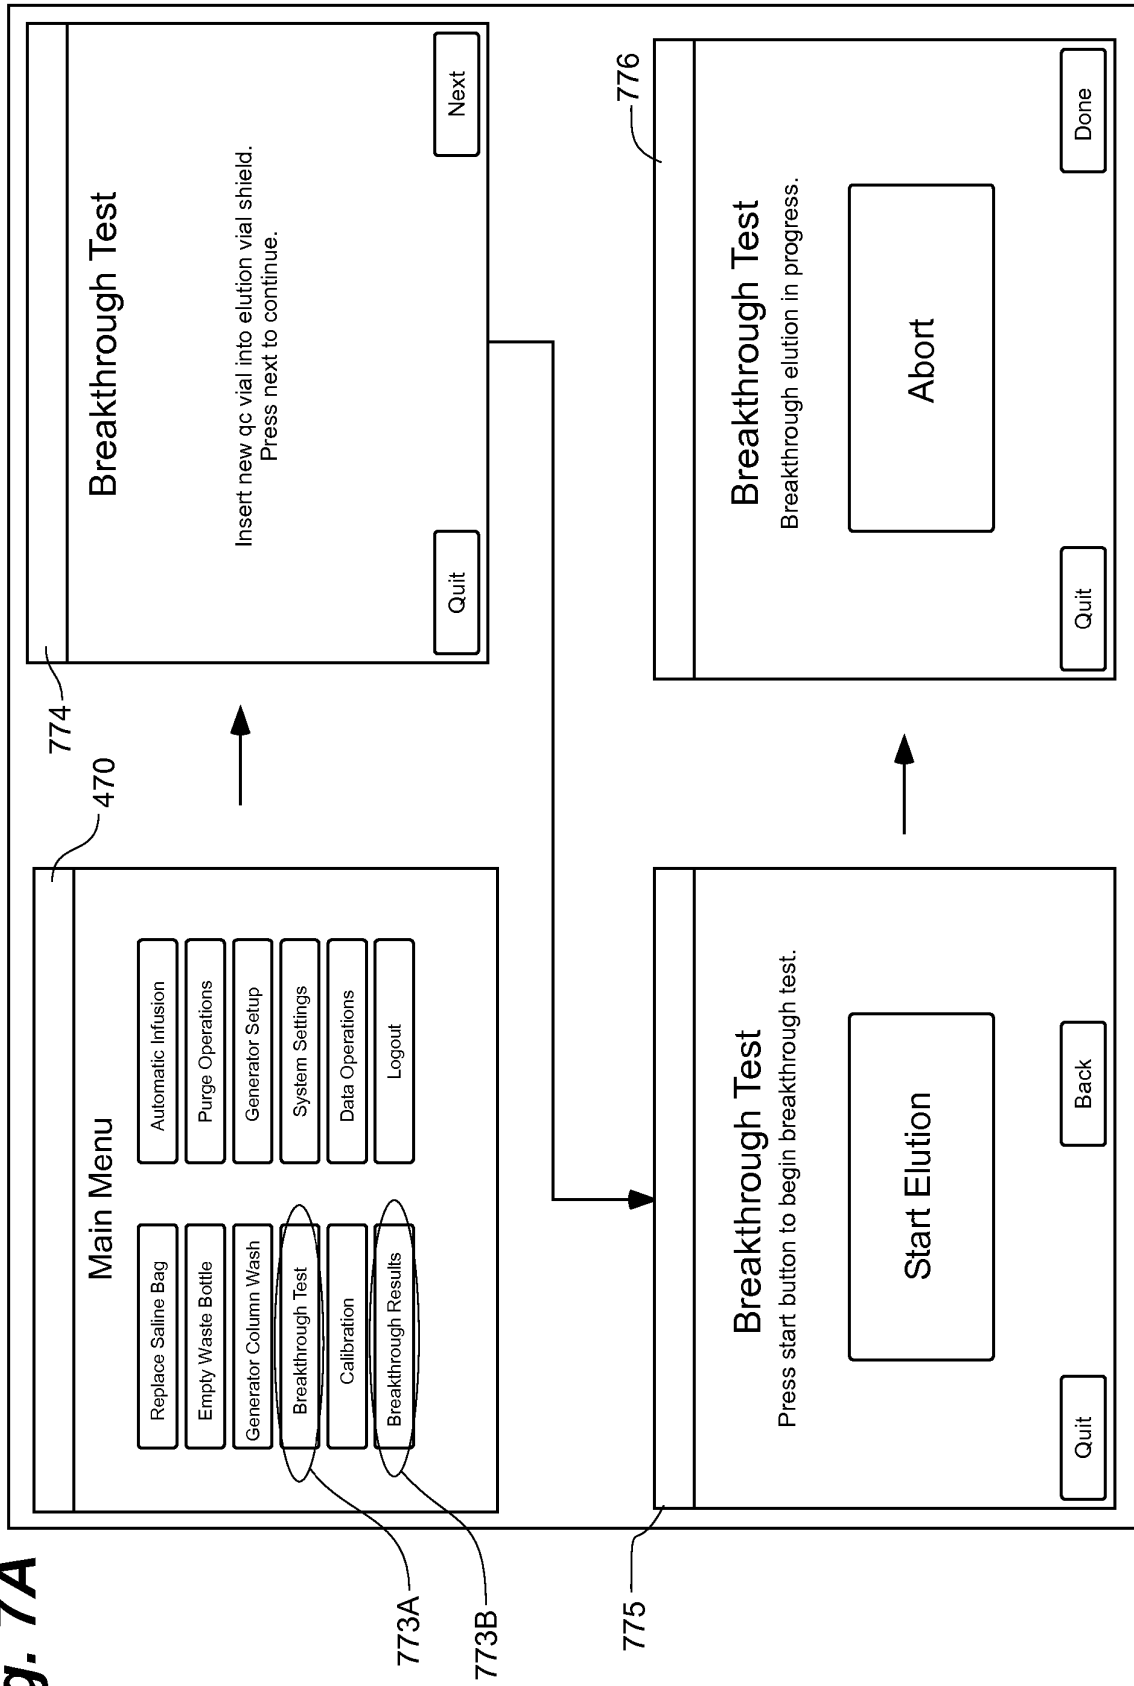 g. 7A
470
Main Menu
Replace Saline Bag
Empty Waste Bottle
Generator Column Wash
Breakthrough Test
Calibration
Breakthrough Results
Automatic Infusion
Purge Operations
Generator Setup
System Settings
Data Operations
Logout
773A
773B
774
Breakthrough Test
Insert new qc vial into elution vial shield.
Press next to continue.
Quit
Next
775
Breakthrough Test
Press start button to begin breakthrough test.
Start Elution
Quit
Back
776
Breakthrough Test
Breakthrough elution in progress.
Abort
Quit
Done